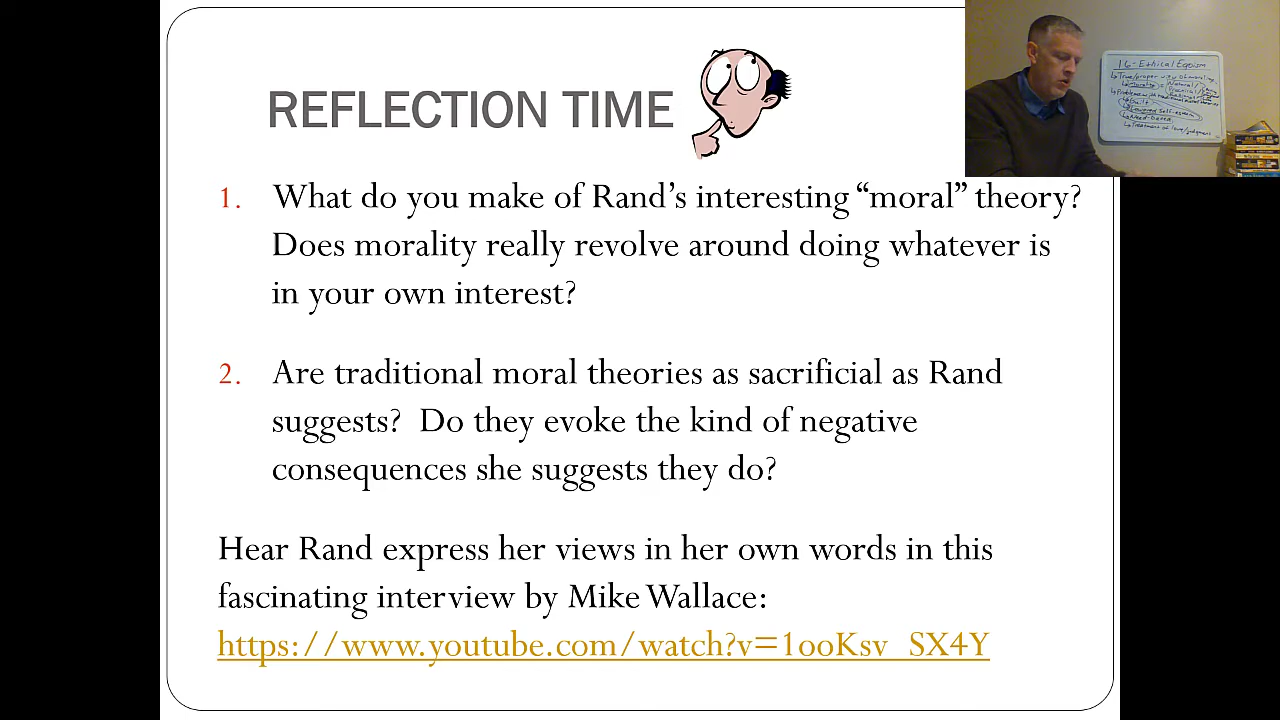 REFLECTION TIME
16-Ethical Egoism
1. What do you make of Rand's interesting “moral” theory?
Does morality really revolve around doing whatever is
in your own interest?
2. Are traditional moral theories as sacrificial as Rand
suggests? Do they evoke the kind of negative
consequences she suggests they do?
Hear Rand express her views in her own words in this
fascinating interview by Mike Wallace:
https://www.youtube.com/watch?v=1ooKsv_SX4Y